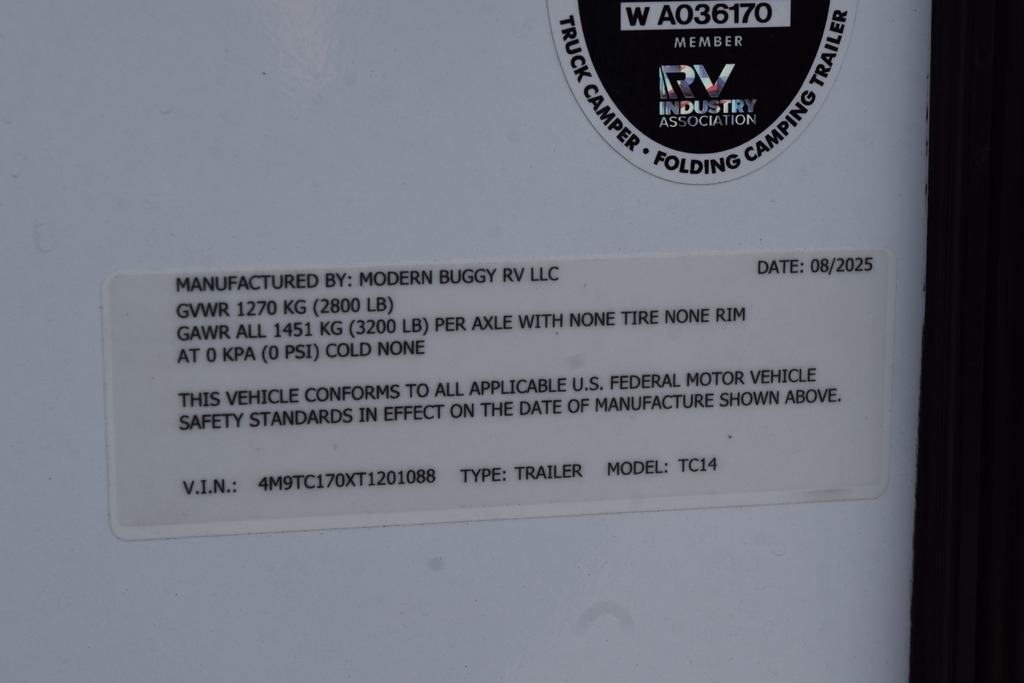 W A036170
MEMBER
RV
INDUSTRY
ASSOCIATION
TRUCK CAMPER • FOLDING CAMPING TRAILER
MANUFACTURED BY: MODERN BUGGY RV LLC DATE: 08/2025
GVWR 1270 KG (2800 LB)
GAWR ALL 1451 KG (3200 LB) PER AXLE WITH NONE TIRE NONE RIM
AT 0 KPA (0 PSI) COLD NONE
THIS VEHICLE CONFORMS TO ALL APPLICABLE U.S. FEDERAL MOTOR VEHICLE
SAFETY STANDARDS IN EFFECT ON THE DATE OF MANUFACTURE SHOWN ABOVE.
V.I.N.: 4M9TC170XT1201088 TYPE: TRAILER MODEL: TC14